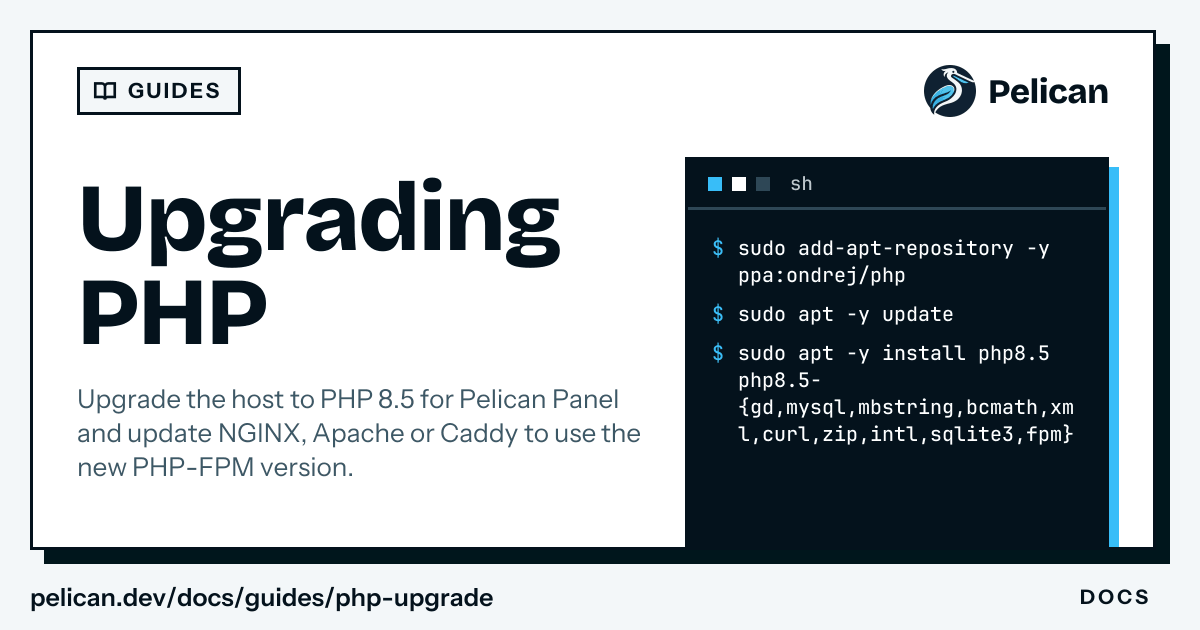 GUIDES
Pelican
Upgrading
PHP
Upgrade the host to PHP 8.5 for Pelican Panel
and update NGINX, Apache or Caddy to use the
new PHP-FPM version.
sh
$ sudo add-apt-repository -y
ppa:ondrej/php
$ sudo apt -y update
$ sudo apt -y install php8.5
php8.5-
{gd,mysql,mbstring,bcmath,xm
l,curl,zip,intl,sqlite3,fpm}
pelican.dev/docs/guides/php-upgrade
DOCS